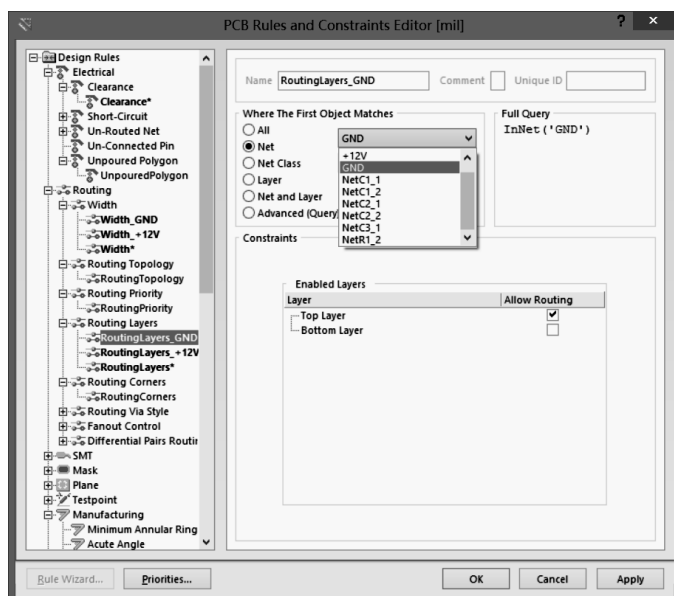 PCB Rules and Constraints Editor [mil]
? ×
Design Rules
Electrical
Clearance
Clearance*
Short-Circuit
Un-Routed Net
Un-Connected Pin
Unpoured Polygon
UnpouredPolygon
Routing
Width
Width_GND
Width_+12V
Width*
Routing Topology
RoutingTopology
Routing Priority
RoutingPriority
Routing Layers
RoutingLayers_GND
RoutingLayers_+12V
RoutingLayers*
Routing Corners
RoutingCorners
Routing Via Style
Fanout Control
Differential Pairs Routir
SMT
Mask
Plane
Testpoint
Manufacturing
Minimum Annular Ring
Acute Angle
Name RoutingLayers_GND Comment Unique ID
Where The First Object Matches
All
Net
Net Class
Layer
Net and Layer
Advanced (Query)
GND
+12V
GND
NetC1_1
NetC1_2
NetC2_1
NetC2_2
NetC3_1
NetR1_2
Full Query
InNet('GND')
Constraints
Enabled Layers
Layer Allow Routing
Top Layer
Bottom Layer
Rule Wizard... Priorities... OK Cancel Apply